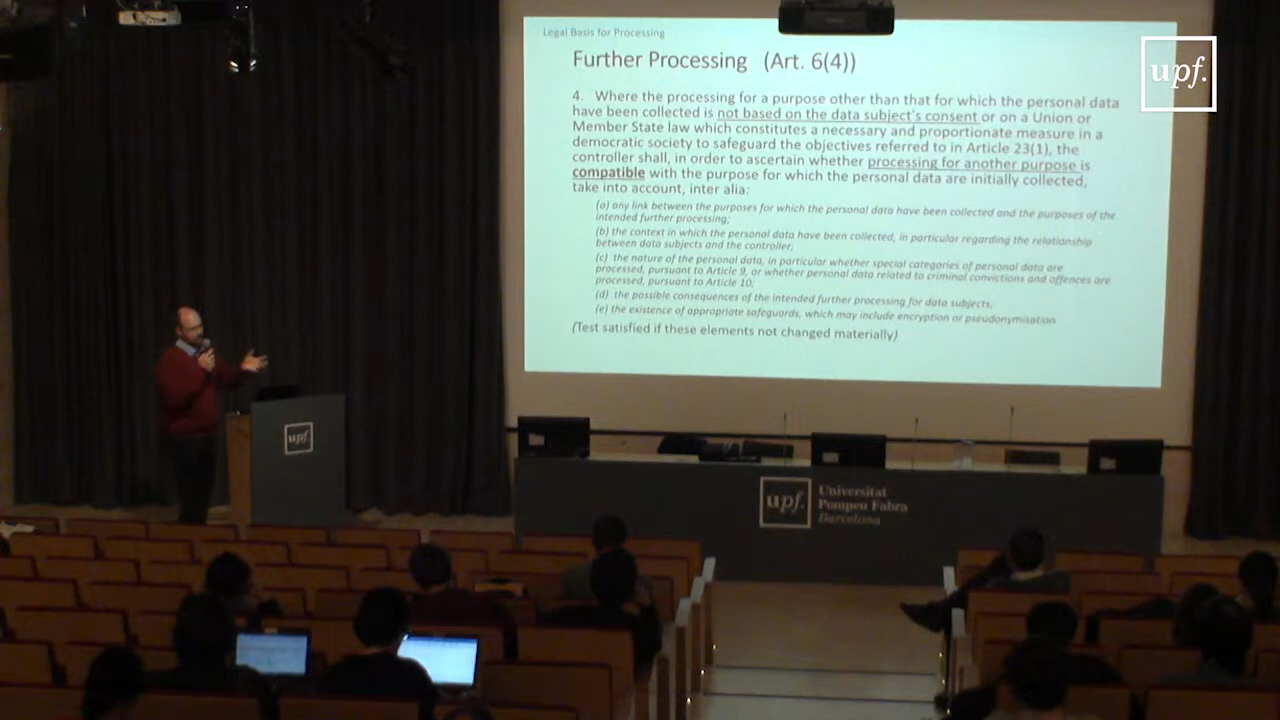 Legal Basis for Processing
Further Processing (Art. 6(4))
4. Where the processing for a purpose other than that for which the personal data
have been collected is not based on the data subject's consent or on a Union or
Member State law which constitutes a necessary and proportionate measure in a
democratic society to safeguard the objectives referred to in Article 23(1), the
controller shall, in order to ascertain whether processing for another purpose is
compatible with the purpose for which the personal data are initially collected,
take into account, inter alia:
(a) any link between the purposes for which the personal data have been collected and the purposes of the
intended further processing;
(b) the context in which the personal data have been collected, in particular regarding the relationship
between data subjects and the controller;
(c) the nature of the personal data, in particular whether special categories of personal data are
processed, pursuant to Article 9, or whether personal data related to criminal convictions and offences are
processed, pursuant to Article 10;
(d) the possible consequences of the intended further processing for data subjects;
(e) the existence of appropriate safeguards, which may include encryption or pseudonymisation
(Test satisfied if these elements not changed materially)
upf.
upf.
upf.
Universitat
Pompeu Fabra
Barcelona